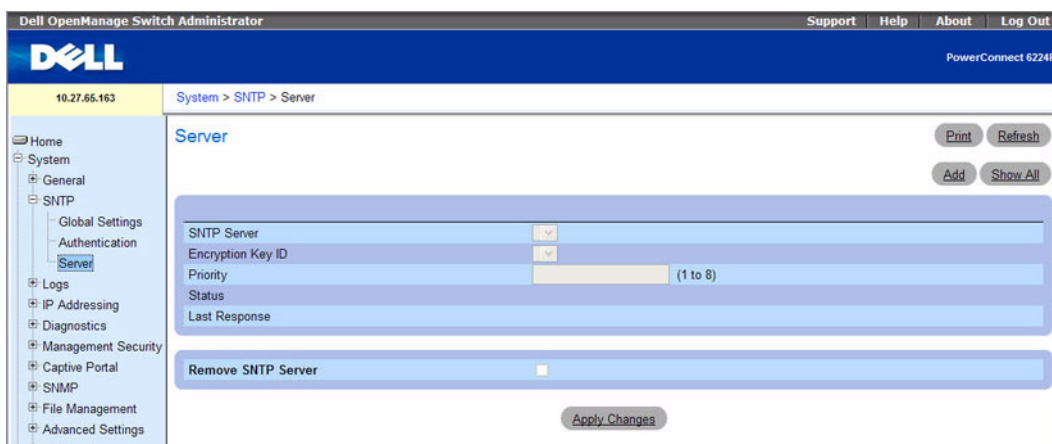 Dell OpenManage Switch Administrator
Support Help About Log Out
DELL
PowerConnect 6224
10.27.65.163
System > SNTP > Server
Home
System
General
SNTP
Global Settings
Authentication
Server
Logs
IP Addressing
Diagnostics
Management Security
Captive Portal
SNMP
File Management
Advanced Settings
Server
Print Refresh
Add Show All
SNTP Server
Encryption Key ID
Priority (1 to 8)
Status
Last Response
Remove SNTP Server
Apply Changes